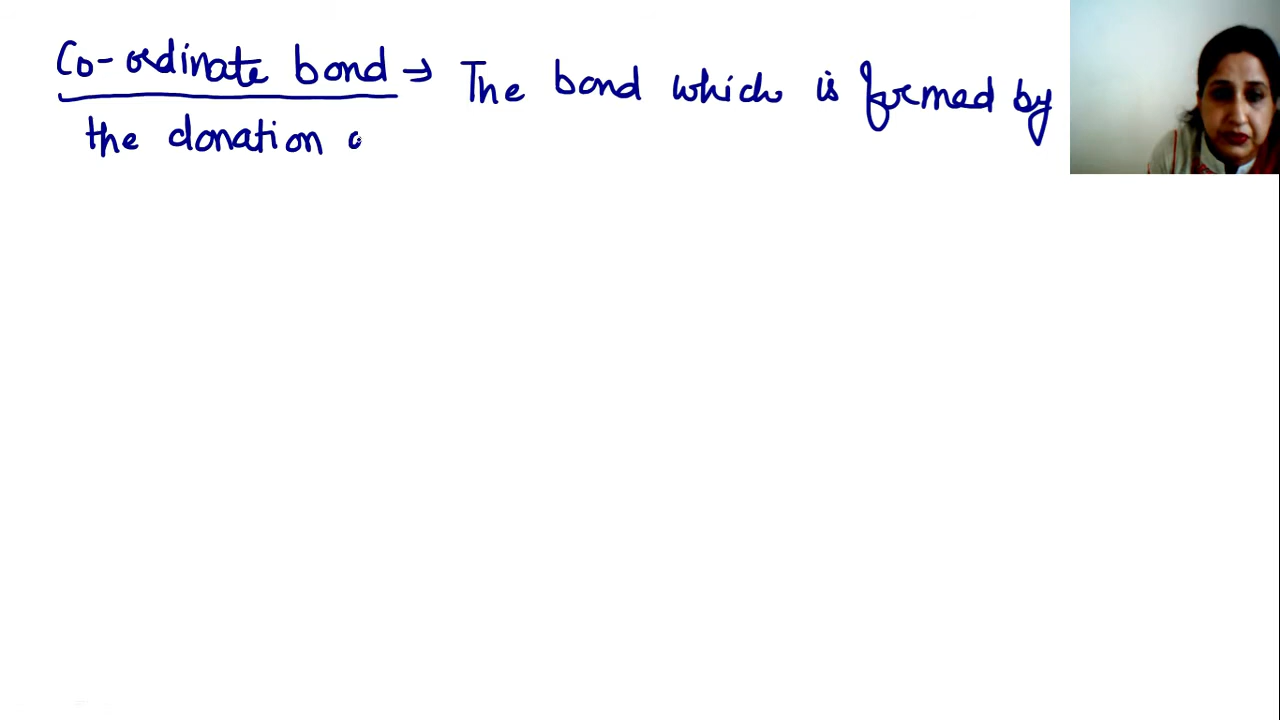 Co-ordinate bond → The bond which is formed by
the donation o